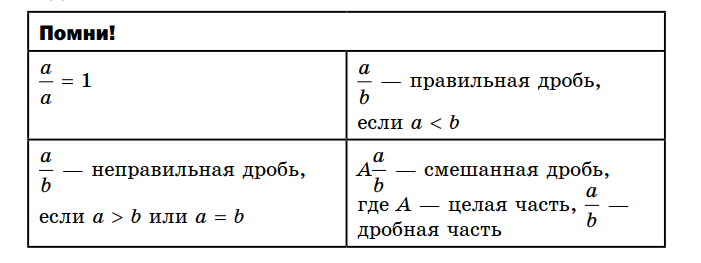 Помни!
a/a = 1
a/b — правильная дробь,
если a < b
a/b — неправильная дробь,
если a > b или a = b
A a/b — смешанная дробь,
где A — целая часть, a/b —
дробная часть